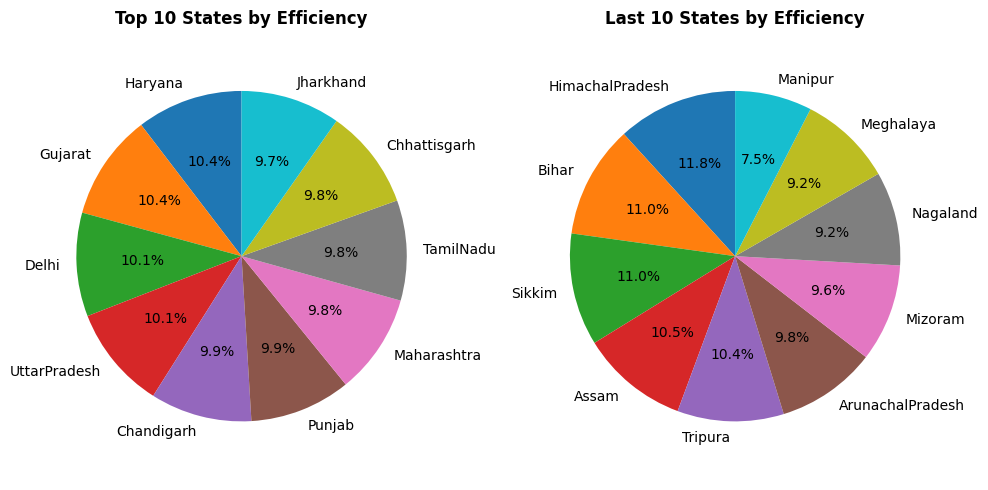 Top 10 States by Efficiency
Haryana
10.4%
Gujarat
10.4%
Delhi
10.1%
UttarPradesh
10.1%
Chandigarh
9.9%
Punjab
9.9%
Maharashtra
9.8%
TamilNadu
9.8%
Chhattisgarh
9.8%
Jharkhand
9.7%
Last 10 States by Efficiency
HimachalPradesh
11.8%
Bihar
11.0%
Sikkim
11.0%
Assam
10.5%
Tripura
10.4%
ArunachalPradesh
9.8%
Mizoram
9.6%
Nagaland
9.2%
Meghalaya
9.2%
Manipur
7.5%